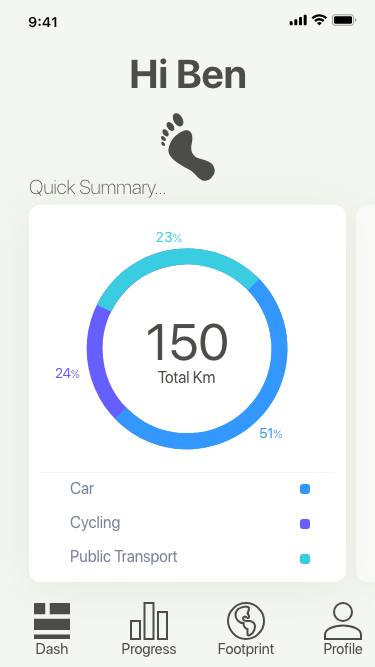 9:41
Hi Ben
Quick Summary...
23%
150
Total Km
24%
51%
Car
Cycling
Public Transport
Dash Progress Footprint Profile